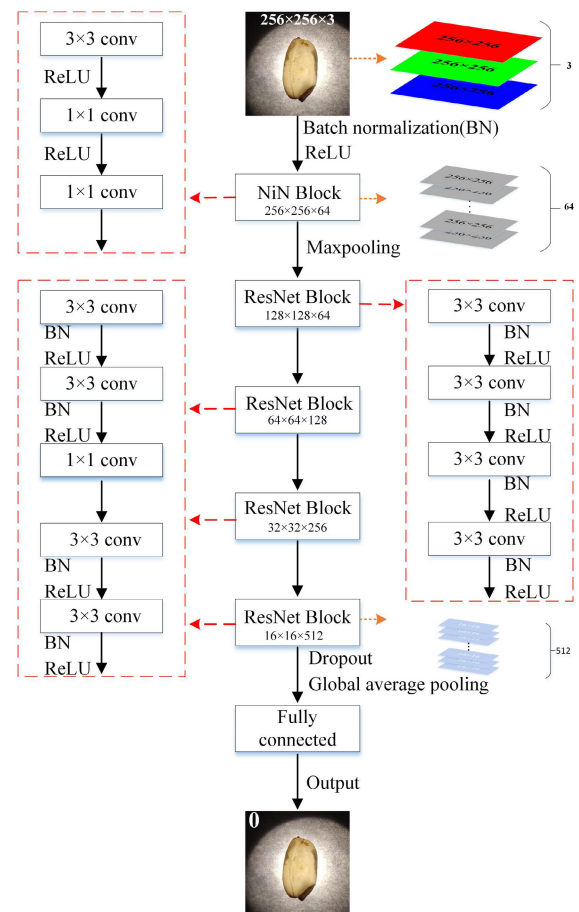 256×256×3
3×3 conv
ReLU
1×1 conv
ReLU
1×1 conv
256×256
256×256
256×256
3
Batch normalization(BN)
ReLU
NiN Block
256×256×64
256×256
256×256
64
Maxpooling
ResNet Block
128×128×64
3×3 conv
BN
ReLU
3×3 conv
BN
ReLU
1×1 conv
3×3 conv
BN
ReLU
3×3 conv
BN
ReLU
ResNet Block
64×64×128
ResNet Block
32×32×256
ResNet Block
16×16×512
3×3 conv
BN
ReLU
3×3 conv
BN
ReLU
3×3 conv
BN
ReLU
3×3 conv
BN
ReLU
512
Dropout
Global average pooling
Fully
connected
Output
0